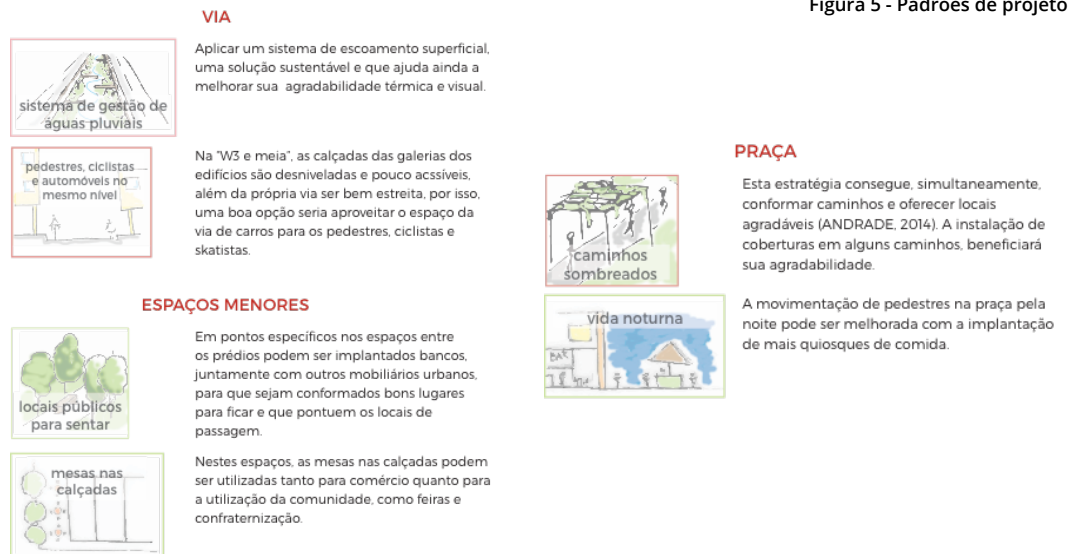 Figura 5 - Padrões de projeto
VIA
sistema de gestão de
águas pluviais
Aplicar um sistema de escoamento superficial,
uma solução sustentável e que ajuda ainda a
melhorar sua agradabilidade térmica e visual.
pedestres, ciclistas
e automóveis no
mesmo nível
Na "W3 e meia", as calçadas das galerias dos
edifícios são desniveladas e pouco acssíveis,
além da própria via ser bem estreita, por isso,
uma boa opção seria aproveitar o espaço da
via de carros para os pedestres, ciclistas e
skatistas.
ESPAÇOS MENORES
locais públicos
para sentar
Em pontos específicos nos espaços entre
os prédios podem ser implantados bancos,
juntamente com outros mobiliários urbanos,
para que sejam conformados bons lugares
para ficar e que pontuem os locais de
passagem.
mesas nas
calçadas
Nestes espaços, as mesas nas calçadas podem
ser utilizadas tanto para comércio quanto para
a utilização da comunidade, como feiras e
confraternização.
PRAÇA
caminhos
sombreados
Esta estratégia consegue, simultaneamente,
conformar caminhos e oferecer locais
agradáveis (ANDRADE, 2014). A instalação de
coberturas em alguns caminhos, beneficiará
sua agradabilidade.
vida noturna
BAR
A movimentação de pedestres na praça pela
noite pode ser melhorada com a implantação
de mais quiosques de comida.